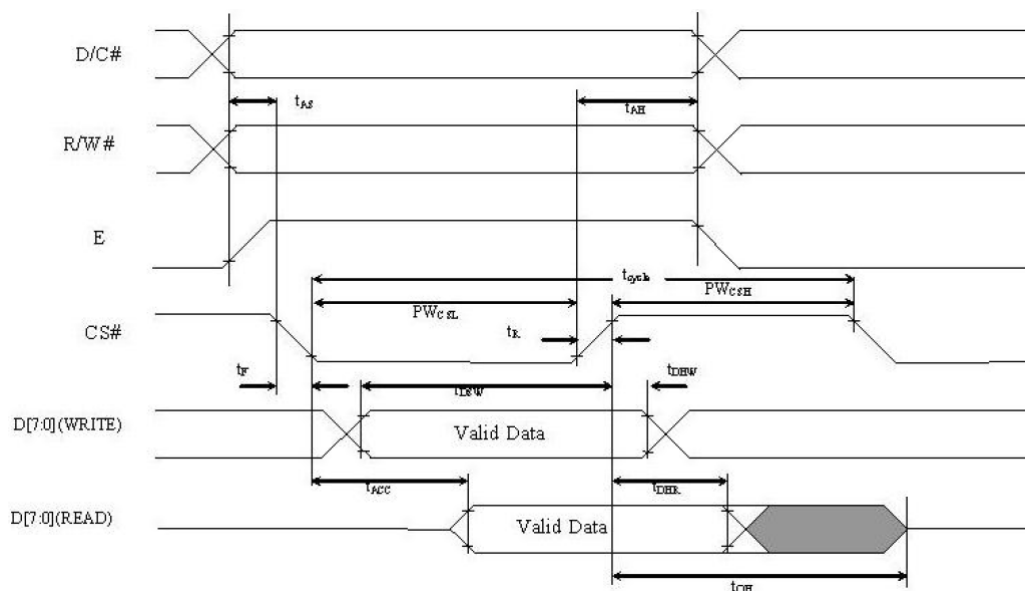 D/C#
tAS
tAH
R/W#
E
tcycle
PWCSL
PWCSH
CS#
tR
tF
tDSW
tDHW
D[7:0](WRITE)
Valid Data
tACC
tDHR
D[7:0](READ)
Valid Data
tOH